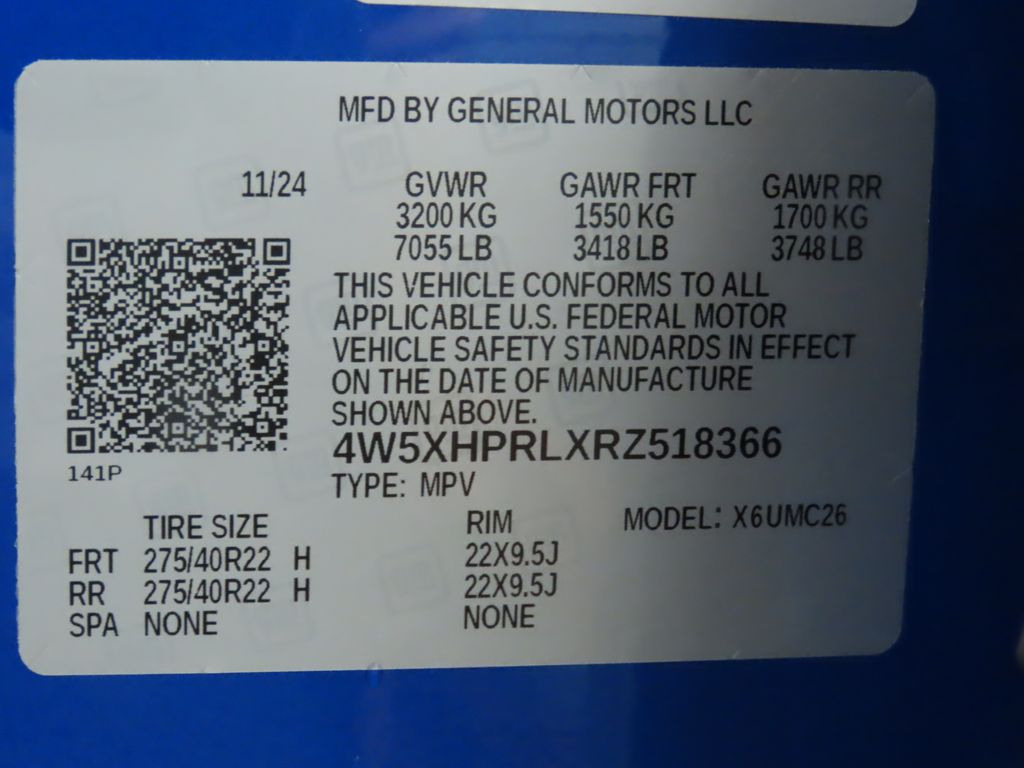 MFD BY GENERAL MOTORS LLC
11/24 GVWR GAWR FRT GAWR RR
3200 KG 1550 KG 1700 KG
7055 LB 3418 LB 3748 LB
THIS VEHICLE CONFORMS TO ALL
APPLICABLE U.S. FEDERAL MOTOR
VEHICLE SAFETY STANDARDS IN EFFECT
ON THE DATE OF MANUFACTURE
SHOWN ABOVE.
4W5XHPRLXRZ518366
141P
TYPE: MPV
TIRE SIZE RIM MODEL: X6UMC26
FRT 275/40R22 H 22X9.5J
RR 275/40R22 H 22X9.5J
SPA NONE NONE